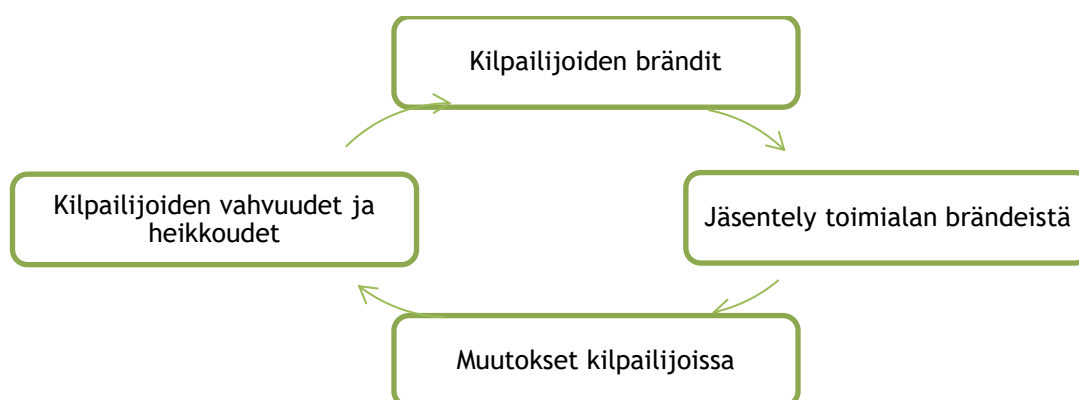 Kilpailijoiden brändit
Kilpailijoiden vahvuudet ja
heikkoudet
Jäsentely toimialan brändeistä
Muutokset kilpailijoissa